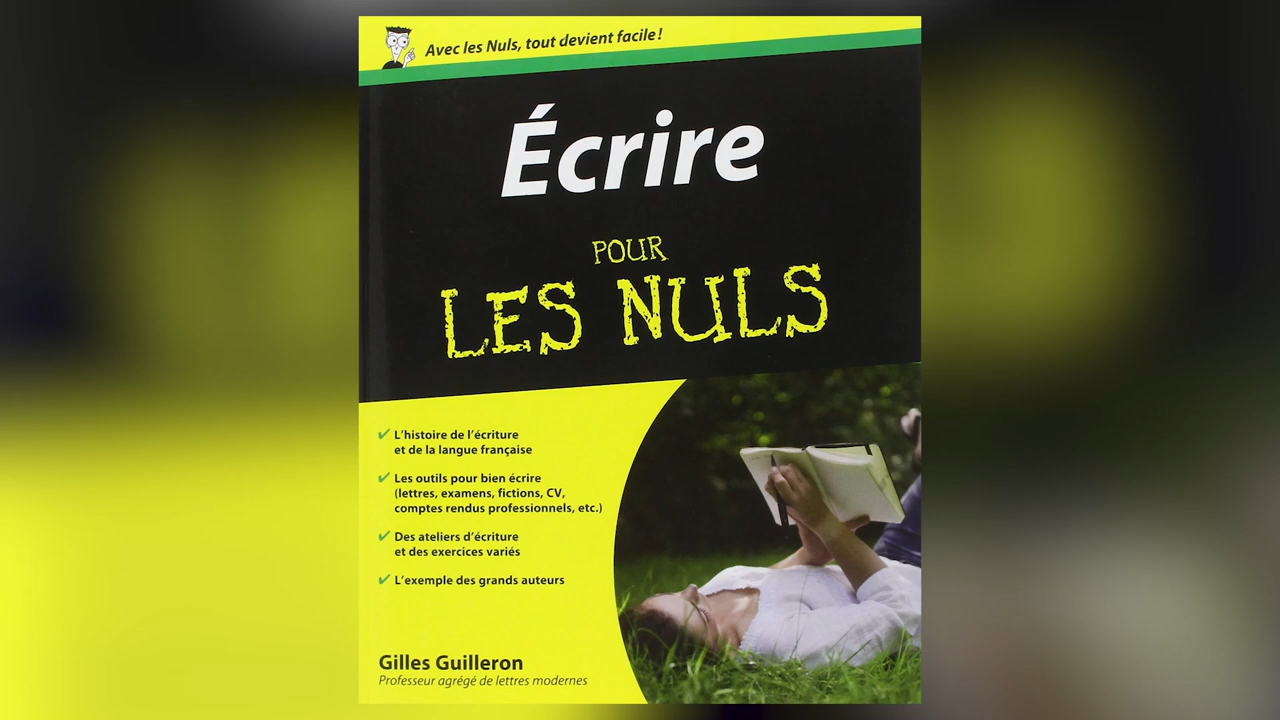 Avec les Nuls, tout devient facile !
Écrire
POUR
LES NULS
✔ L'histoire de l'écriture
et de la langue française
✔ Les outils pour bien écrire
(lettres, examens, fictions, CV,
comptes rendus professionnels, etc.)
✔ Des ateliers d'écriture
et des exercices variés
✔ L'exemple des grands auteurs
Gilles Guilleron
Professeur agrégé de lettres modernes